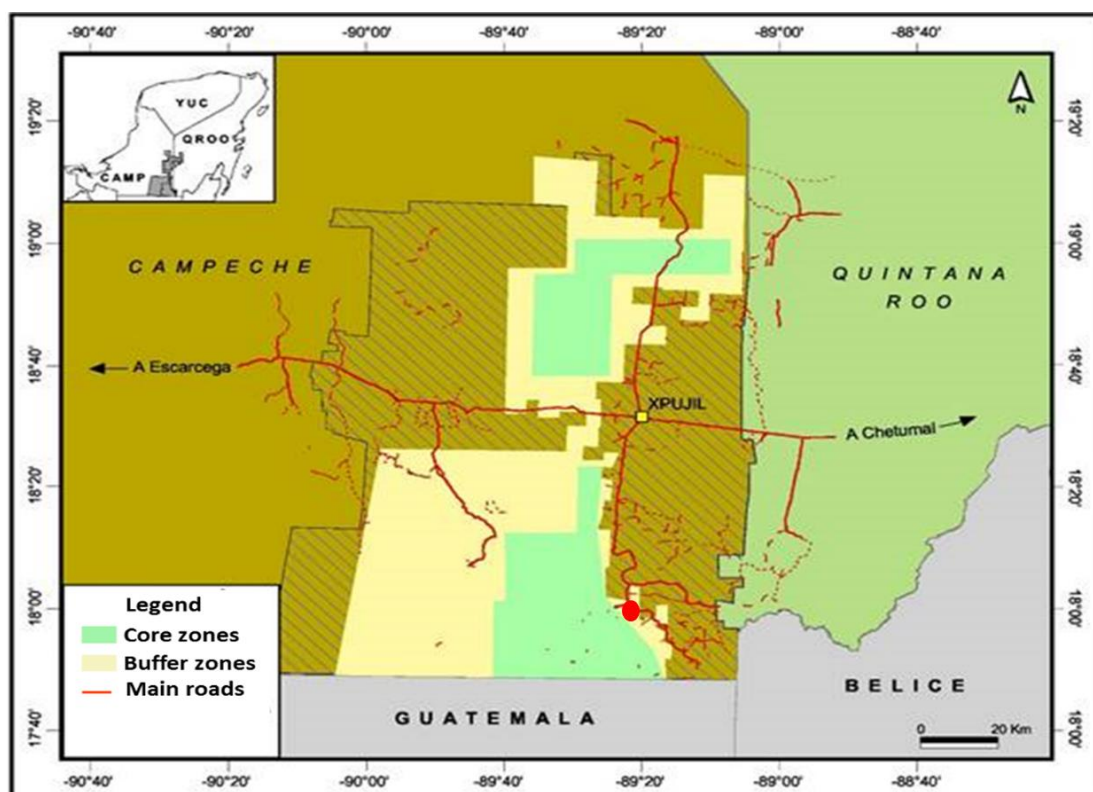 -90°40' -90°20' -90°00' -89°40' -89°20' -89°00' -88°40'
YUC
QROO
CAMP
N
19°20'
19°20'
19°00'
19°00'
CAMPECHE
QUINTANA
ROO
18°40'
A Escarcega
18°40'
XPUJIL
A Chetumal
18°20'
18°20'
18°00'
18°00'
Legend
Core zones
Buffer zones
Main roads
BELICE
GUATEMALA
0 20 Km
17°40'
18°00'
-90°40' -90°20' -90°00' -89°40' -89°20' -89°00' -88°40'